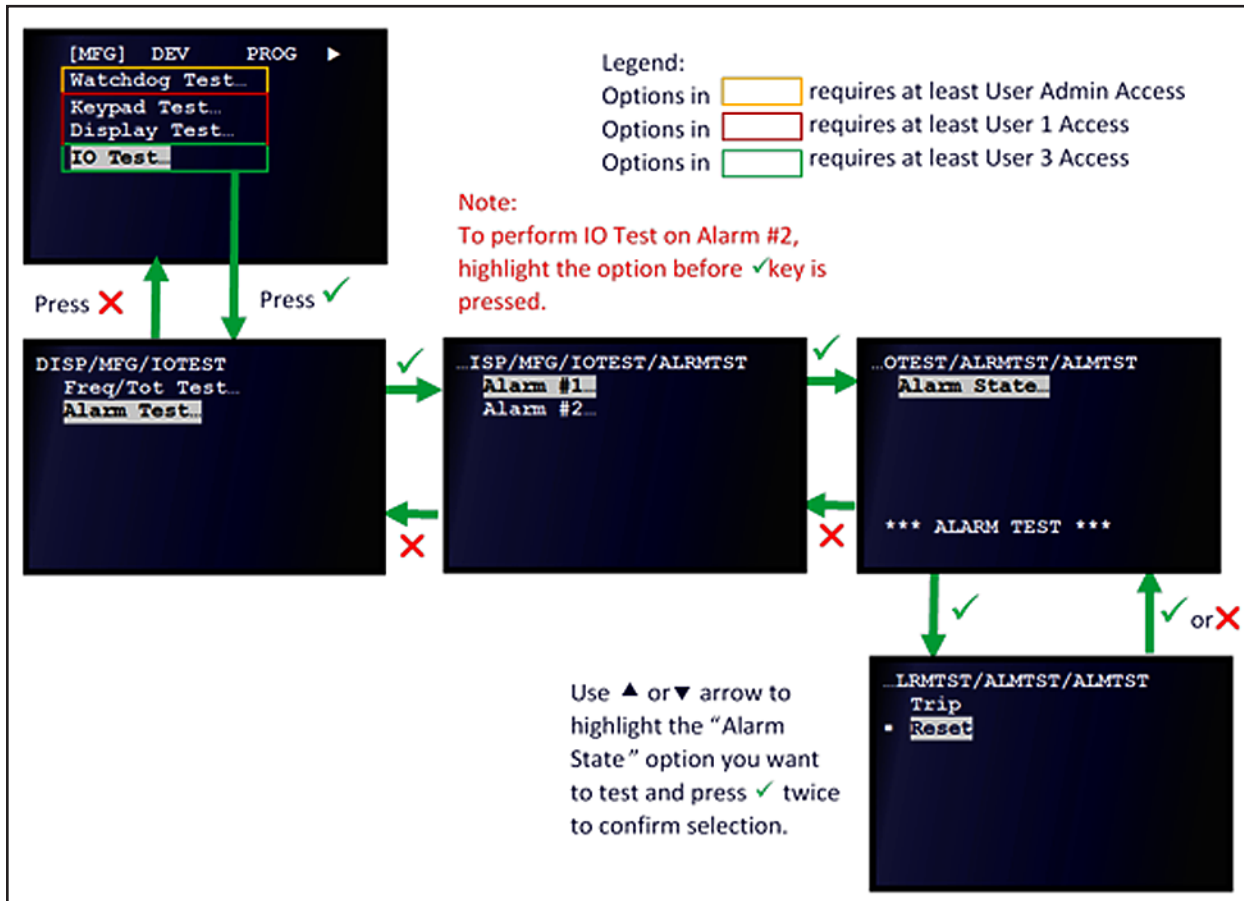 [MFG] DEV PROG ▶
Watchdog Test…
Keypad Test…
Display Test…
IO Test…
Legend:
Options in requires at least User Admin Access
Options in requires at least User 1 Access
Options in requires at least User 3 Access
Note:
To perform IO Test on Alarm #2,
highlight the option before ✓key is
pressed.
Press ✕
Press ✓
DISP/MFG/IOTEST
Freq/Tot Test…
Alarm Test…
✓
✕
…ISP/MFG/IOTEST/ALRMTST
Alarm #1…
Alarm #2…
✓
✕
…OTEST/ALRMTST/ALMTST
Alarm State…
*** ALARM TEST ***
✓
✓ or ✕
Use ▲ or ▼ arrow to
highlight the “Alarm
State” option you want
to test and press ✓ twice
to confirm selection.
…LRMTST/ALMTST/ALMTST
Trip
▪ Reset